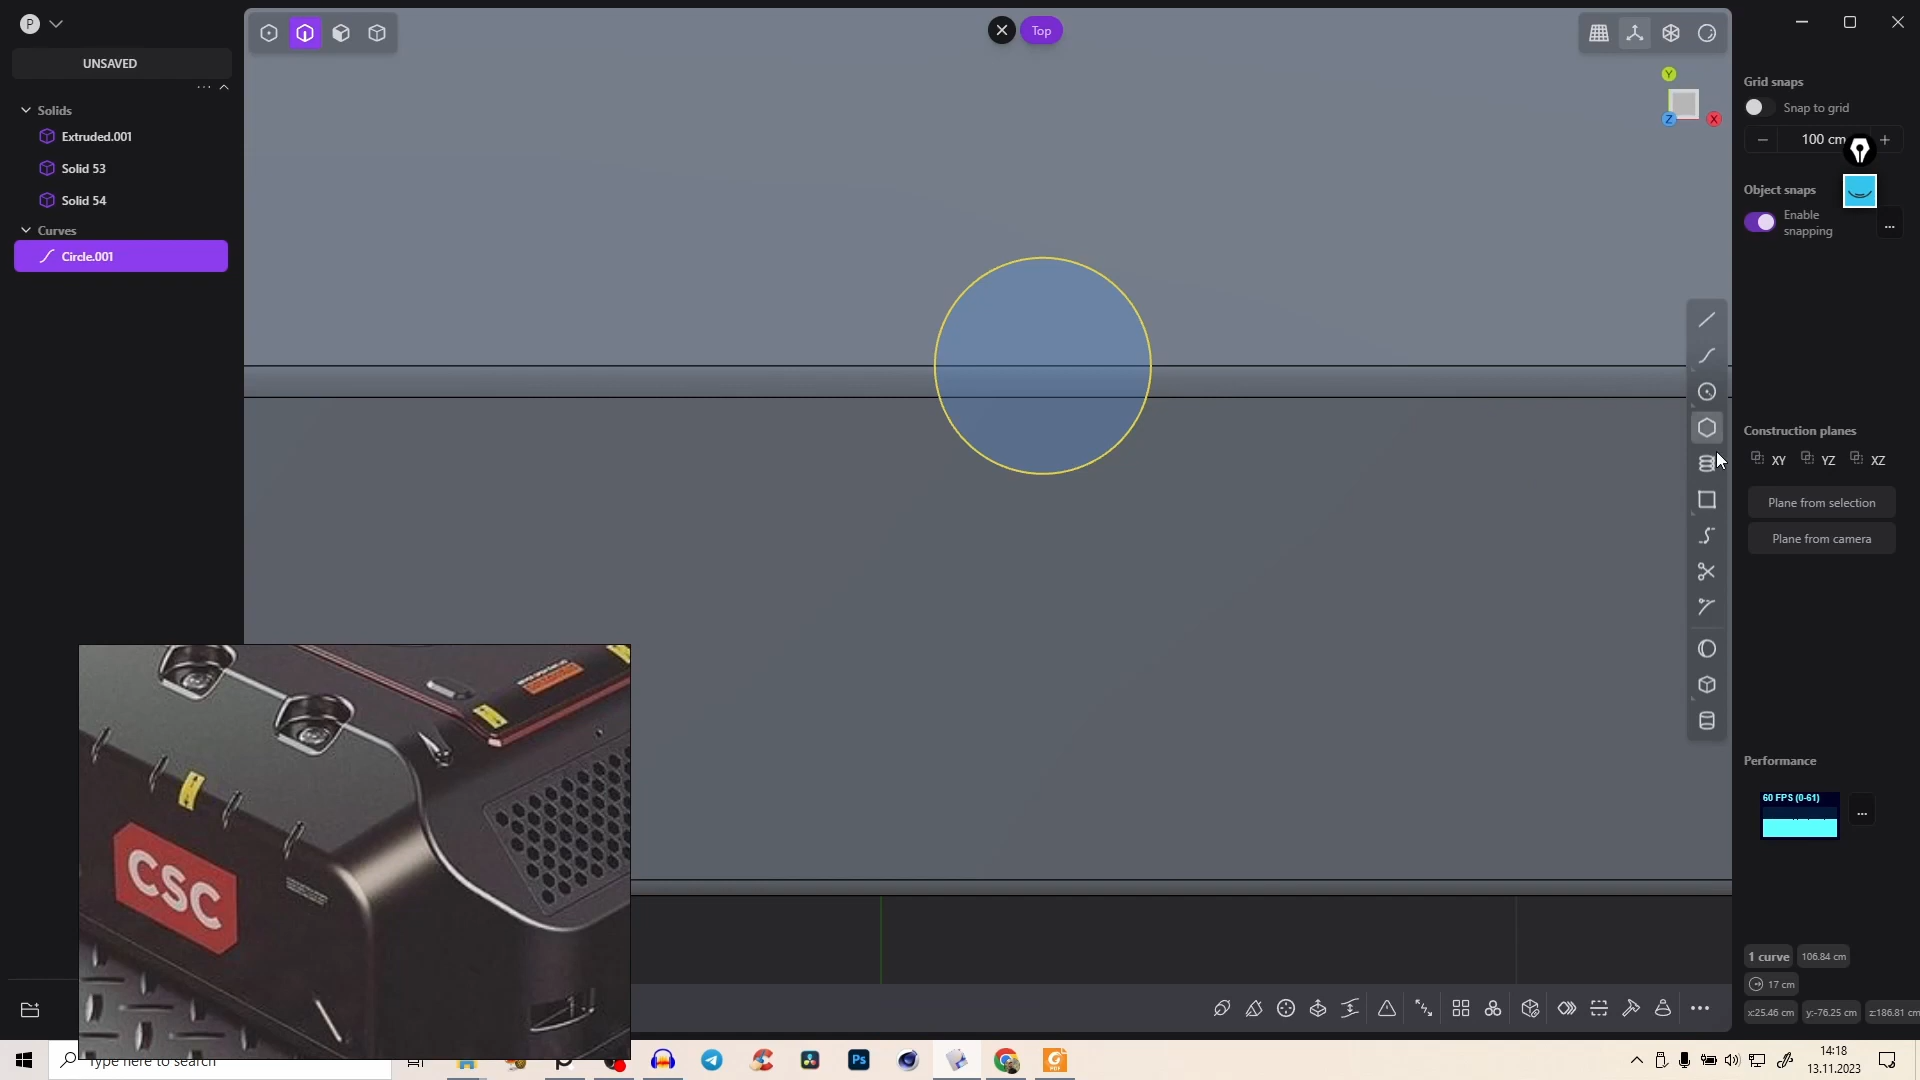 P
UNSAVED
Solids
Extruded.001
Solid 53
Solid 54
Curves
Circle.001
Top
Y
Z
X
Grid snaps
Snap to grid
100 cm
Object snaps
Enable
snapping
Construction planes
XY
YZ
XZ
Plane from selection
Plane from camera
Performance
60 FPS (0-61)
1 curve
106.84 cm
17 cm
x:25.46 cm
y:-76.25 cm
z:186.81 cm
CSC
Type here to search
Ps
PDF
14:18
13.11.2023